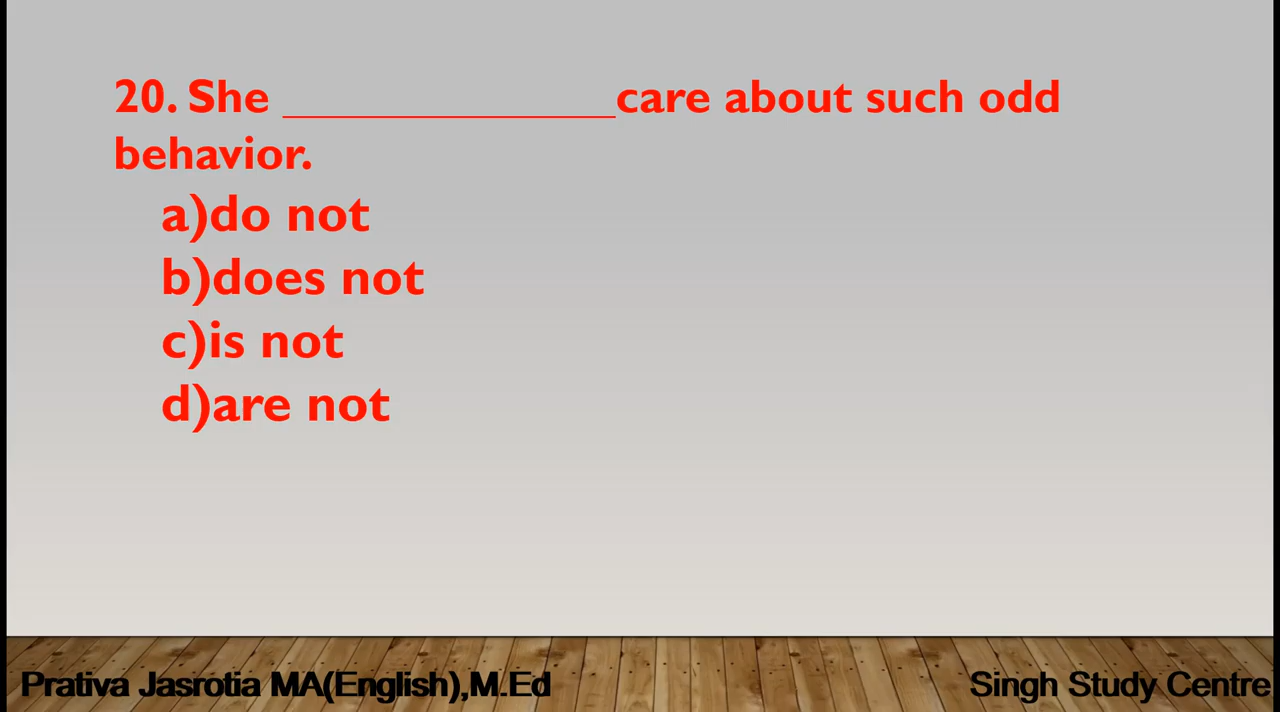 20. She ______________care about such odd
behavior.
a)do not
b)does not
c)is not
d)are not
Prativa Jasrotia MA(English),M.Ed
Singh Study Centre